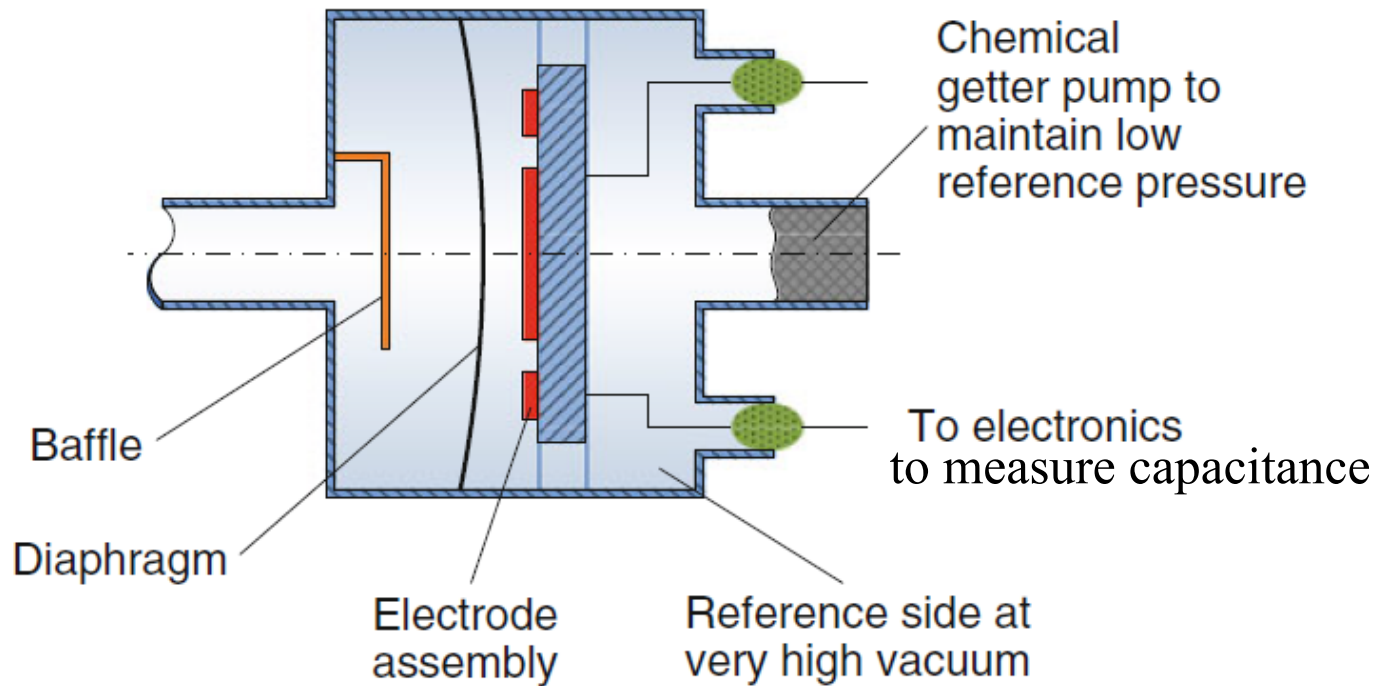 Chemical
getter pump to
maintain low
reference pressure
Baffle
To electronics
to measure capacitance
Diaphragm
Electrode
assembly
Reference side at
very high vacuum